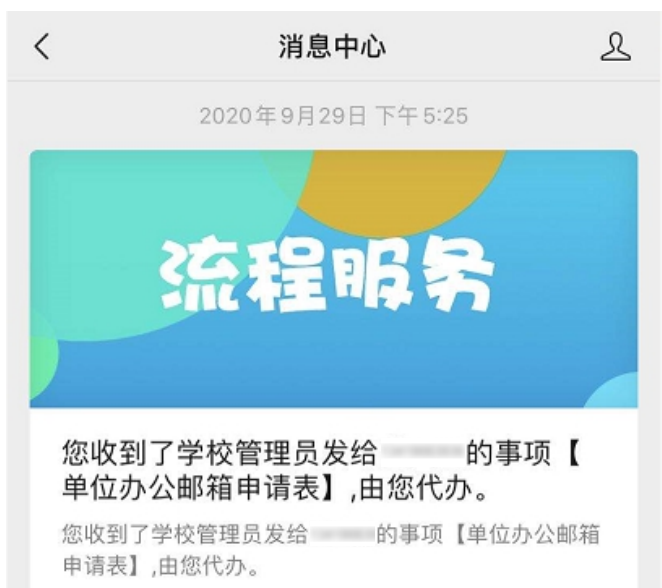 消息中心
2020年9月29日 下午5:25
流程服务
您收到了学校管理员发给 的事项【
单位办公邮箱申请表】,由您代办。
您收到了学校管理员发给 的事项【单位办公邮箱
申请表】,由您代办。